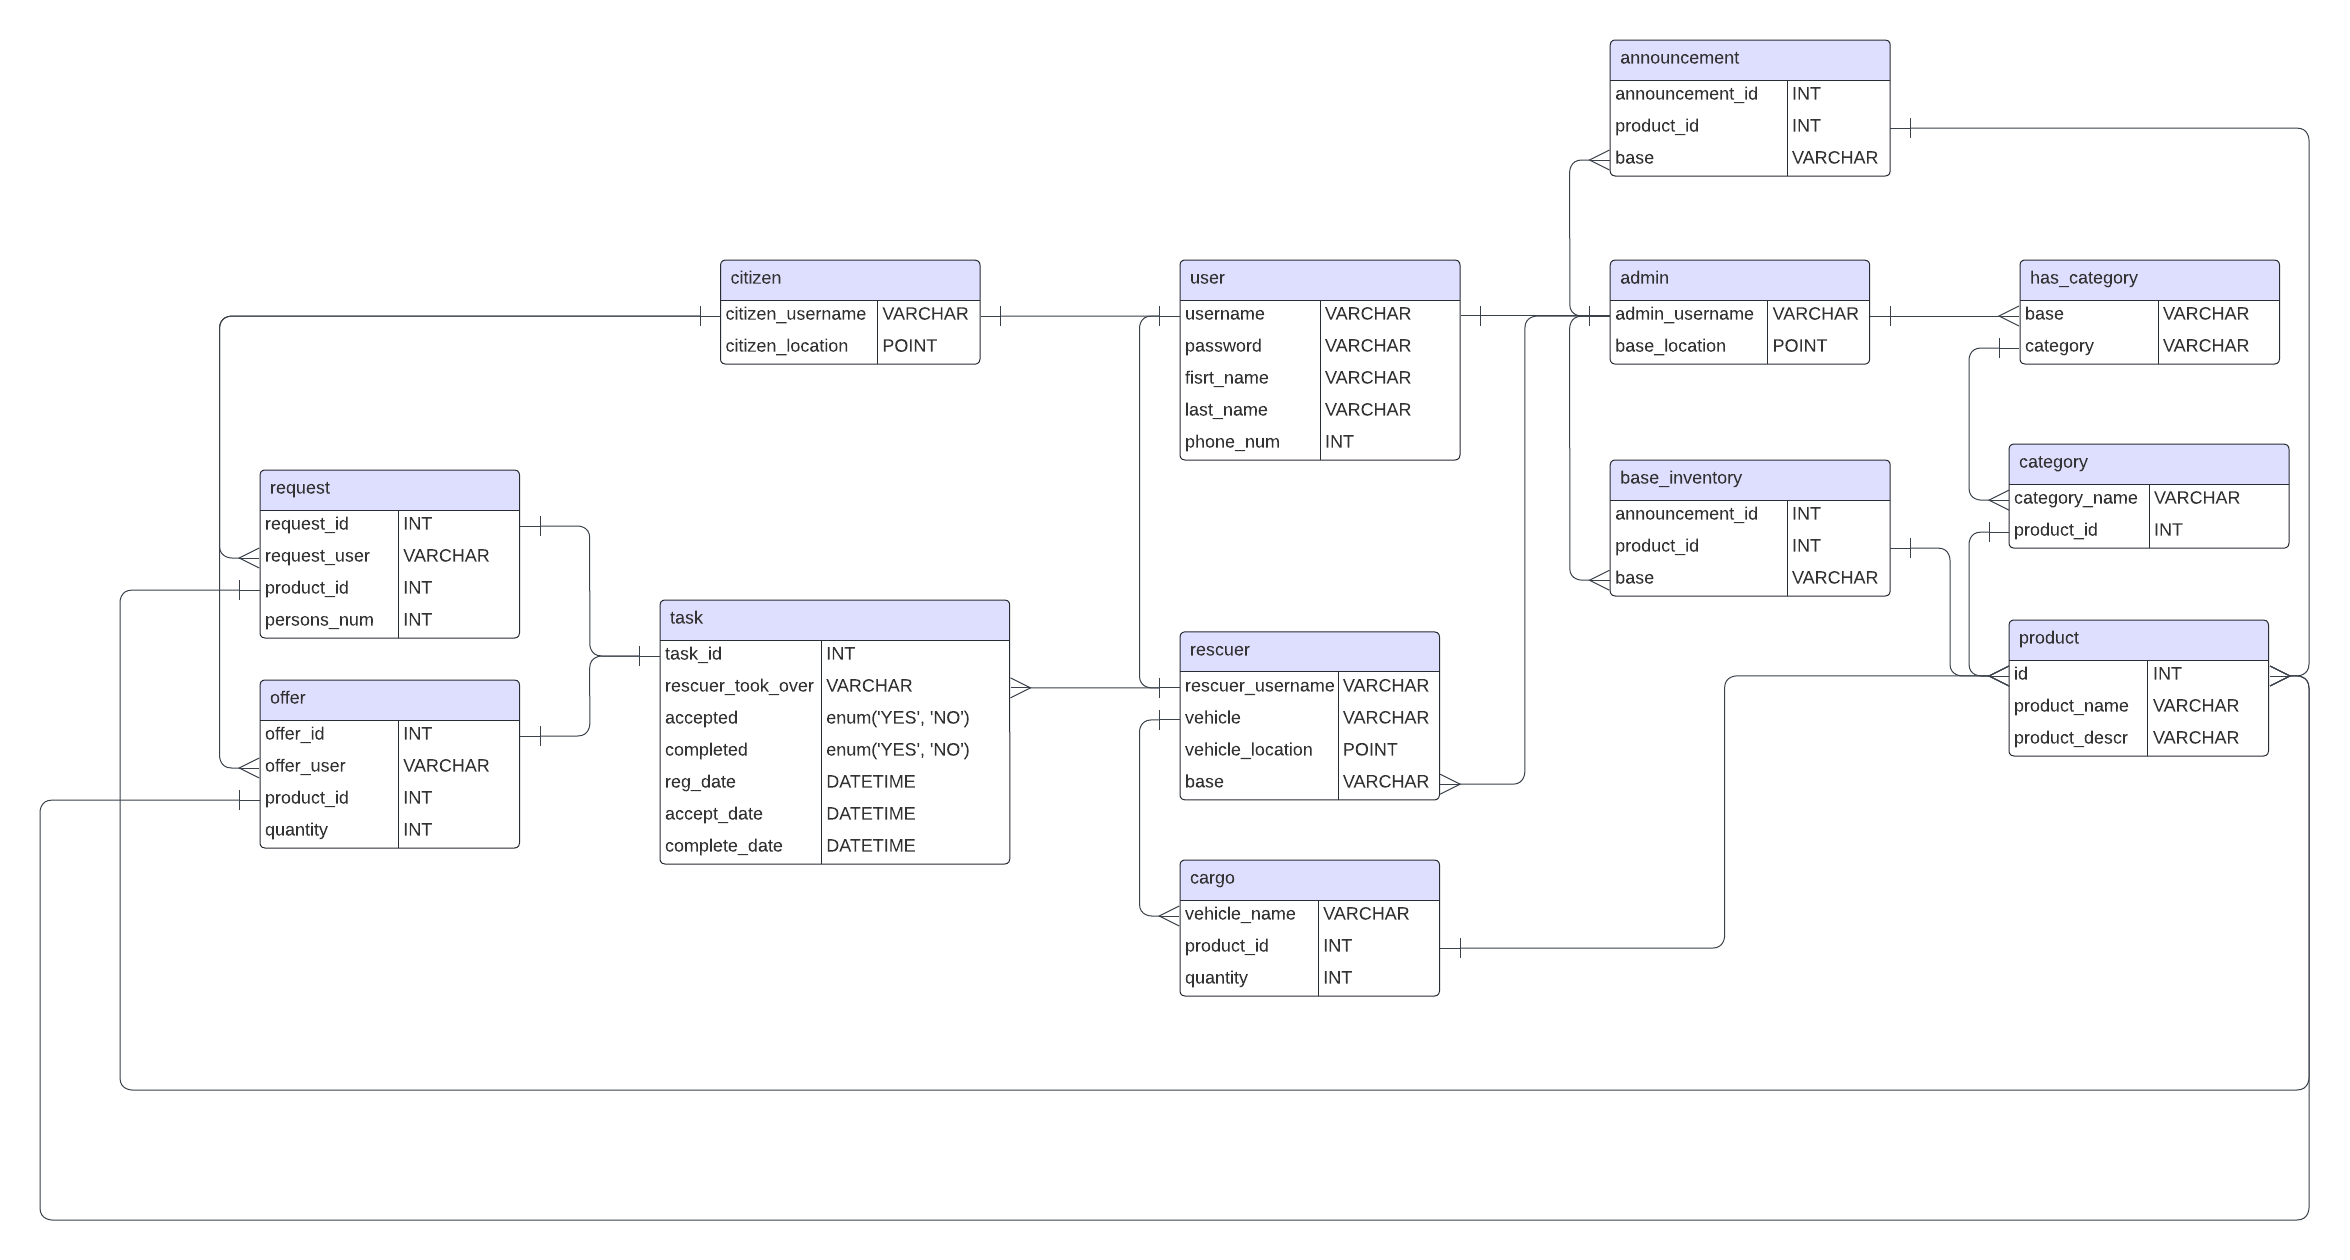 announcement
announcement_id INT
product_id INT
base VARCHAR
citizen
citizen_username VARCHAR
citizen_location POINT
user
username VARCHAR
password VARCHAR
fisrt_name VARCHAR
last_name VARCHAR
phone_num INT
admin
admin_username VARCHAR
base_location POINT
has_category
base VARCHAR
category VARCHAR
request
request_id INT
request_user VARCHAR
product_id INT
persons_num INT
base_inventory
announcement_id INT
product_id INT
base VARCHAR
category
category_name VARCHAR
product_id INT
offer
offer_id INT
offer_user VARCHAR
product_id INT
quantity INT
task
task_id INT
rescuer_took_over VARCHAR
accepted enum('YES', 'NO')
completed enum('YES', 'NO')
reg_date DATETIME
accept_date DATETIME
complete_date DATETIME
rescuer
rescuer_username VARCHAR
vehicle VARCHAR
vehicle_location POINT
base VARCHAR
product
id INT
product_name VARCHAR
product_descr VARCHAR
cargo
vehicle_name VARCHAR
product_id INT
quantity INT